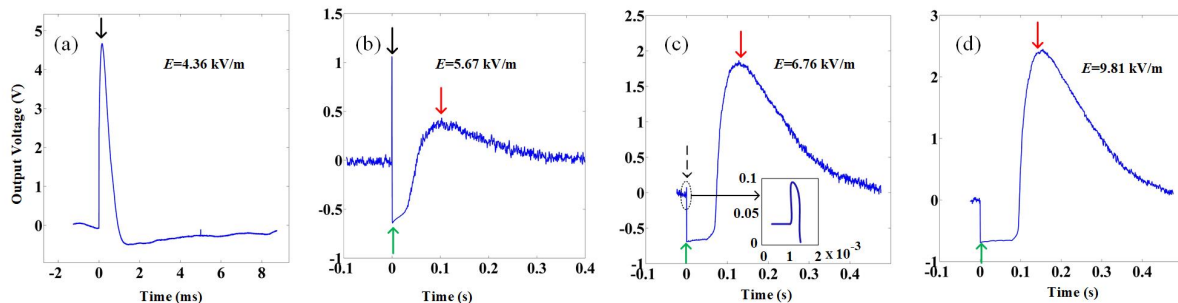 (a)
E=4.36 kV/m
5
4
3
2
1
0
Output Voltage (V)
-2 0 2 4 6 8
Time (ms)
(b)
E=5.67 kV/m
1.5
1
0.5
0
-0.5
-1
-0.1 0 0.1 0.2 0.3 0.4
Time (s)
(c)
E=6.76 kV/m
2.5
2
1.5
1
0.5
0
-0.5
-1
0.1
0.05
0
0 1 2 x 10⁻³
-0.1 0 0.1 0.2 0.3 0.4 0.5
Time (s)
(d)
E=9.81 kV/m
3
2
1
0
-1
-0.1 0 0.1 0.2 0.3 0.4 0.5
Time (s)